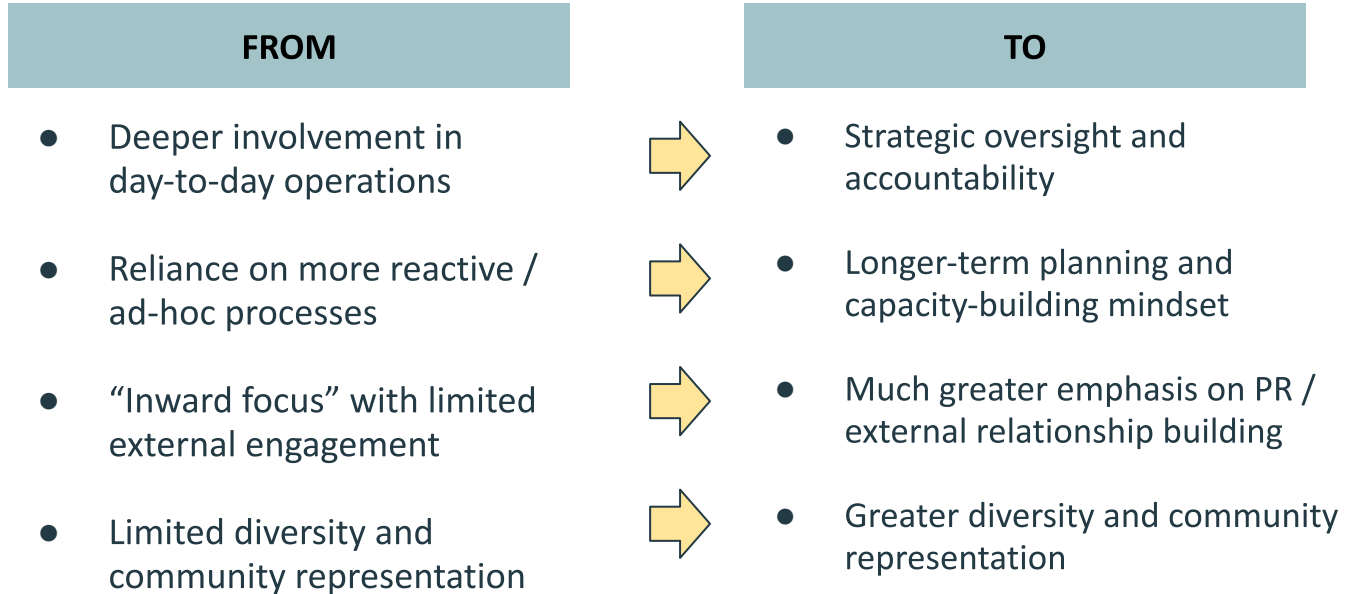 FROM
● Deeper involvement in
day-to-day operations
● Reliance on more reactive /
ad-hoc processes
● “Inward focus” with limited
external engagement
● Limited diversity and
community representation
TO
● Strategic oversight and
accountability
● Longer-term planning and
capacity-building mindset
● Much greater emphasis on PR /
external relationship building
● Greater diversity and community
representation